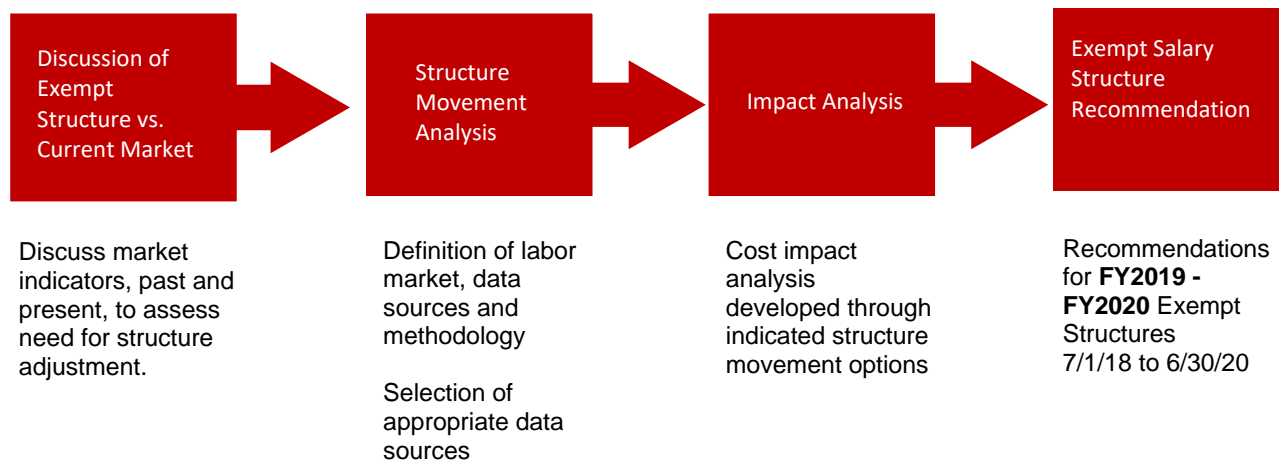 Discussion of
Exempt
Structure vs.
Current Market
Structure
Movement
Analysis
Impact Analysis
Exempt Salary
Structure
Recommendation
Discuss market
indicators, past and
present, to assess
need for structure
adjustment.
Definition of labor
market, data
sources and
methodology
Selection of
appropriate data
sources
Cost impact
analysis
developed through
indicated structure
movement options
Recommendations
for FY2019 -
FY2020 Exempt
Structures
7/1/18 to 6/30/20